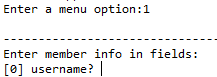 Enter a menu option:1
----------------------------------------
Enter member info in fields:
[0] username?